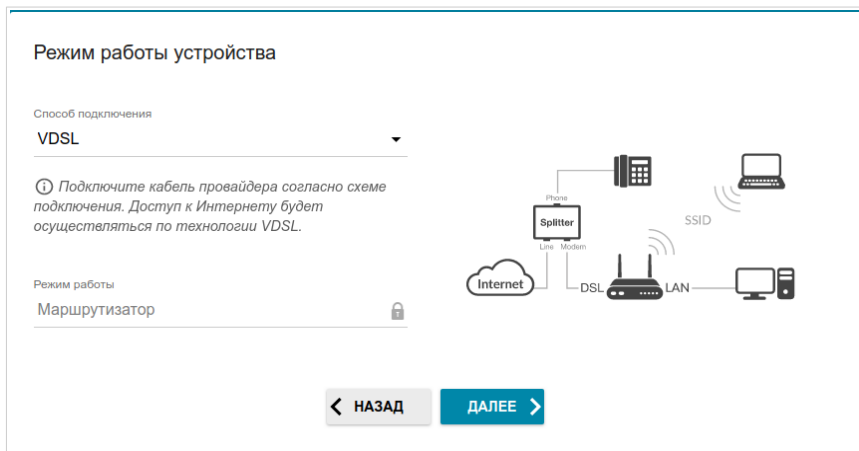 Режим работы устройства
Способ подключения
VDSL
Подключите кабель провайдера согласно схеме
подключения. Доступ к Интернету будет
осуществляться по технологии VDSL.
Режим работы
Маршрутизатор
Phone
Splitter
Line Modem
SSID
Internet
DSL
LAN
НАЗАД
ДАЛЕЕ